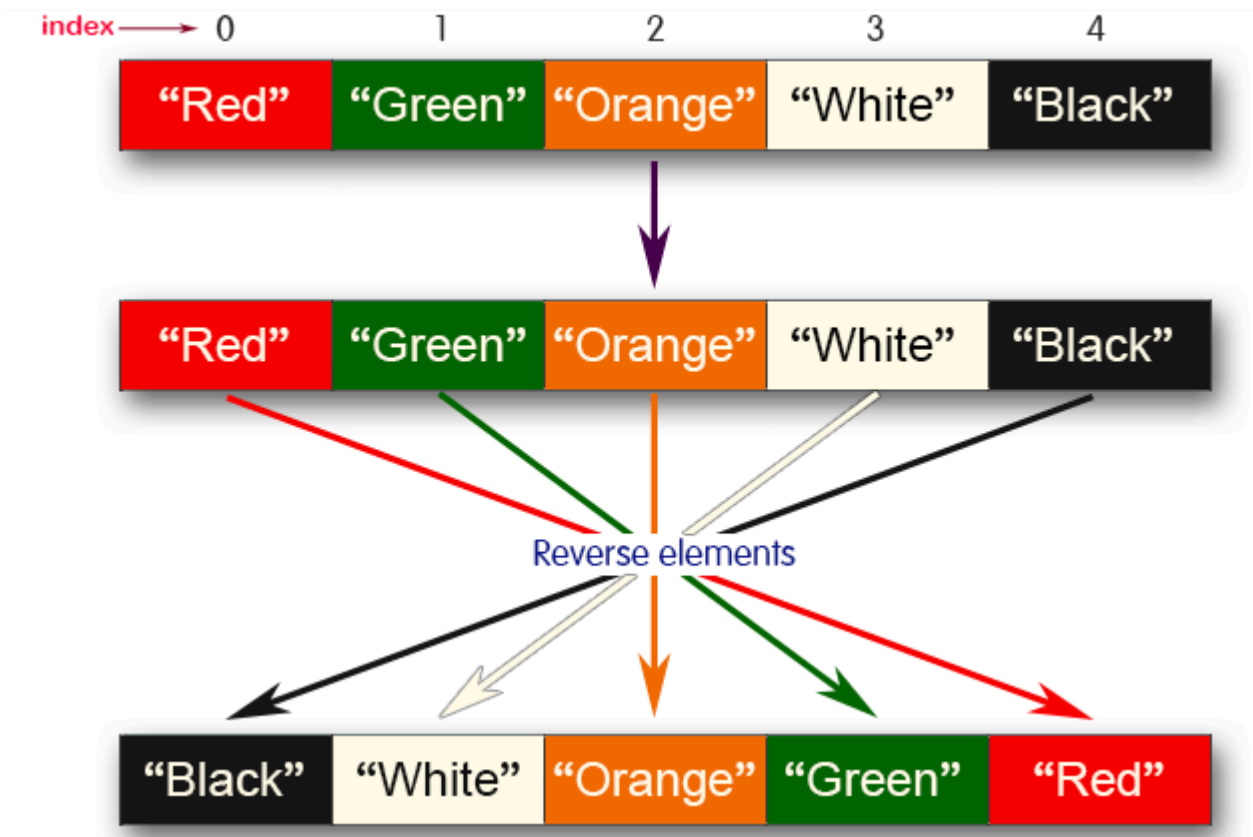 index 0 1 2 3 4
“Red” “Green” “Orange” “White” “Black”
“Red” “Green” “Orange” “White” “Black”
Reverse elements
“Black” “White” “Orange” “Green” “Red”